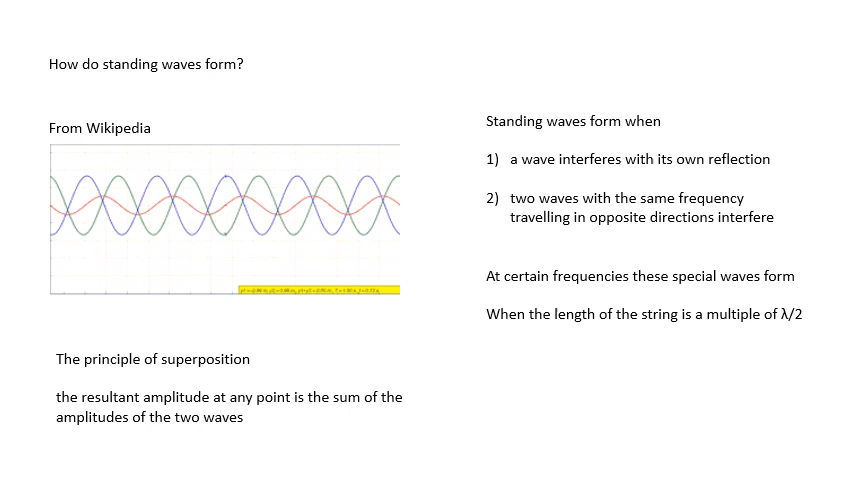 How do standing waves form?
From Wikipedia
Standing waves form when
1) a wave interferes with its own reflection
2) two waves with the same frequency
travelling in opposite directions interfere
At certain frequencies these special waves form
When the length of the string is a multiple of λ/2
The principle of superposition
the resultant amplitude at any point is the sum of the
amplitudes of the two waves